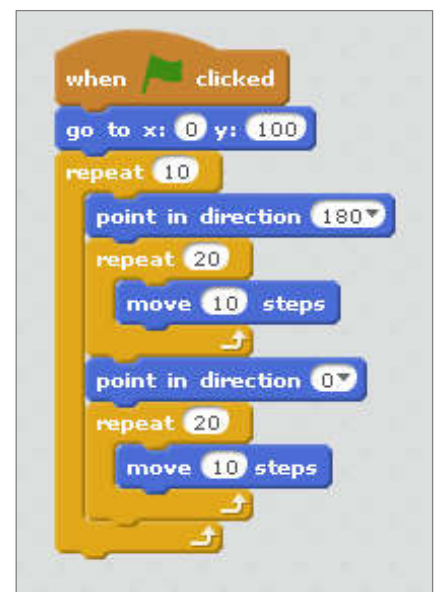 when clicked
go to x: 0 y: 100
repeat 10
point in direction 180
repeat 20
move 10 steps
point in direction 0
repeat 20
move 10 steps